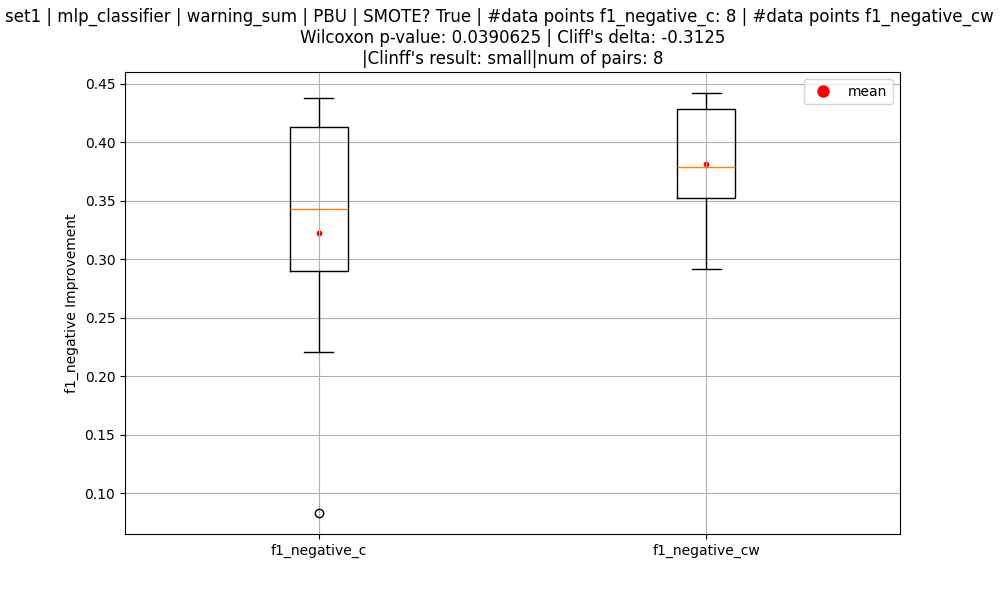 set1 | mlp_classifier | warning_sum | PBU | SMOTE? True | #data points f1_negative_c: 8 | #data points f1_negative_cw
Wilcoxon p-value: 0.0390625 | Cliff's delta: -0.3125
|Clinff's result: small|num of pairs: 8
mean
0.45
0.40
0.35
0.30
0.25
0.20
0.15
0.10
f1_negative Improvement
f1_negative_c
f1_negative_cw